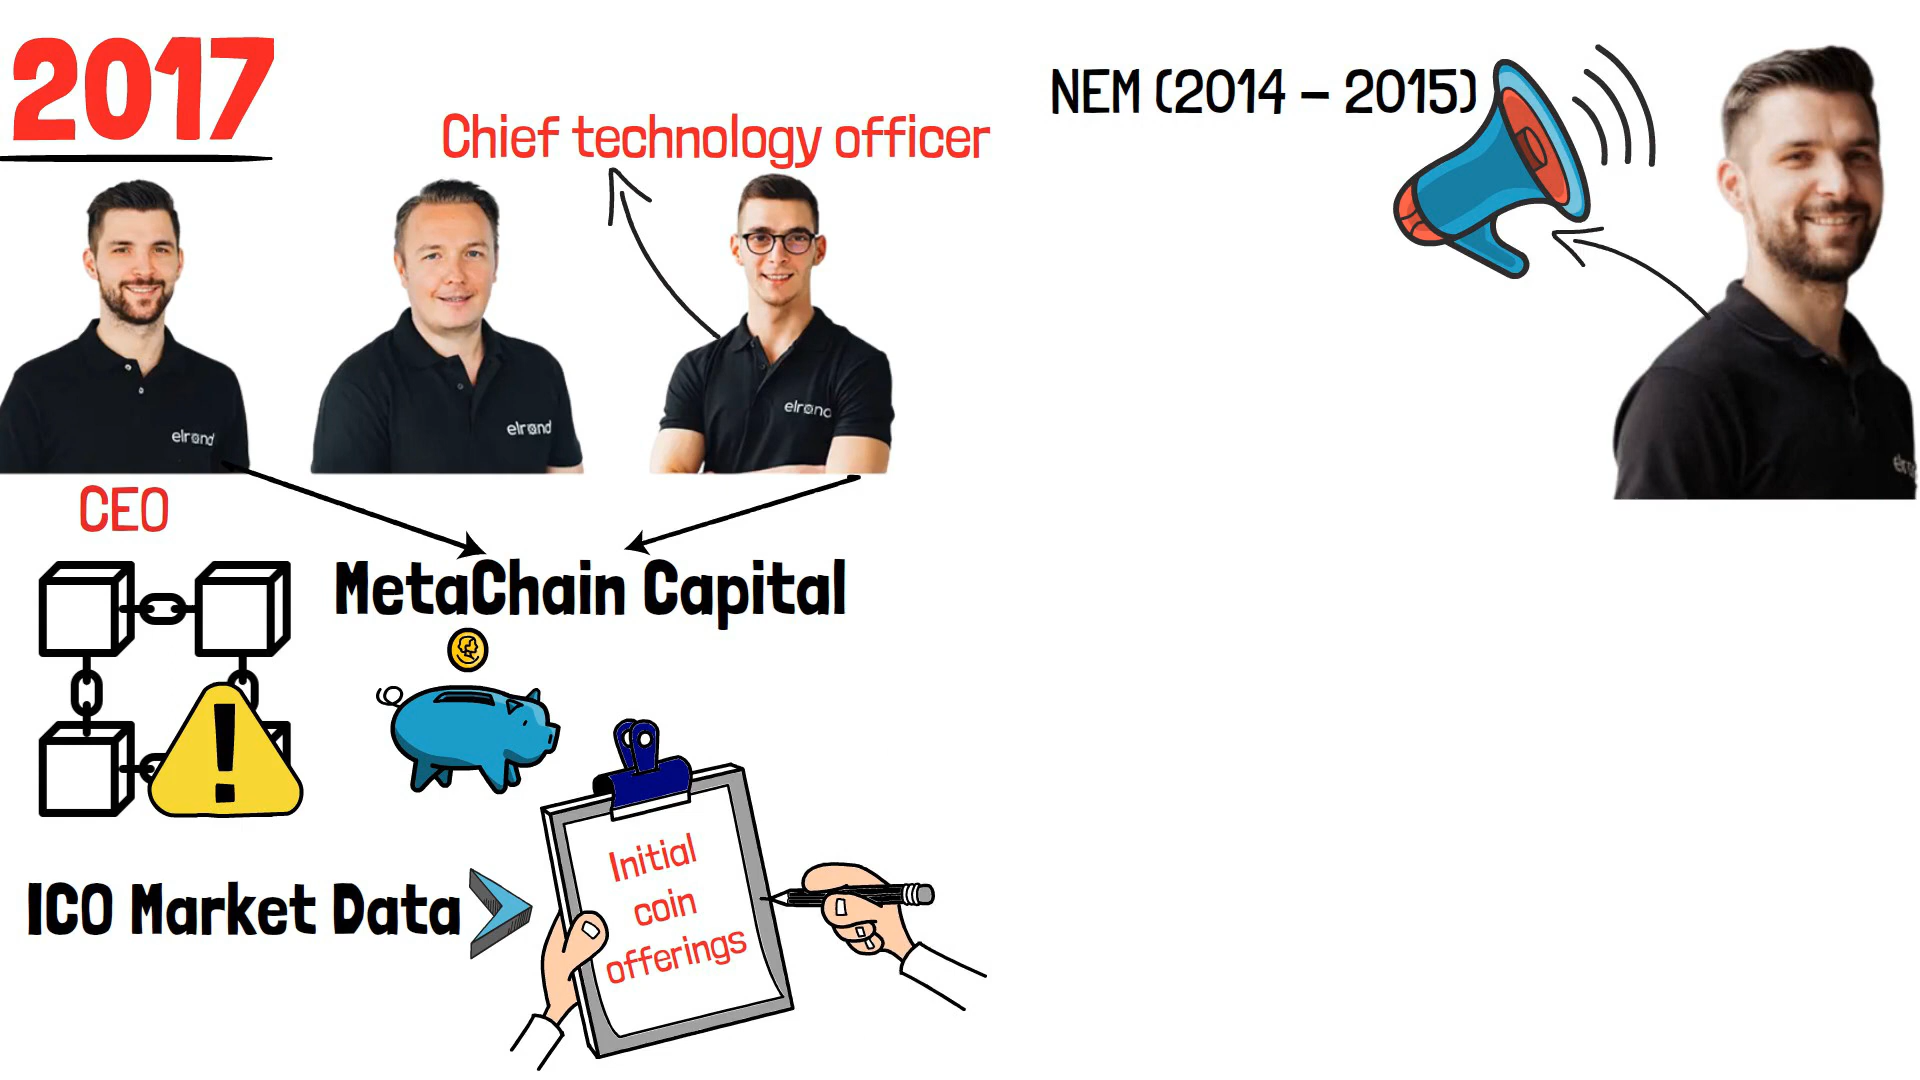 2017
Chief technology officer
NEM (2014 – 2015)
elrond
elrond
elrond
CEO
MetaChain Capital
ICO Market Data
Initial
coin
offerings